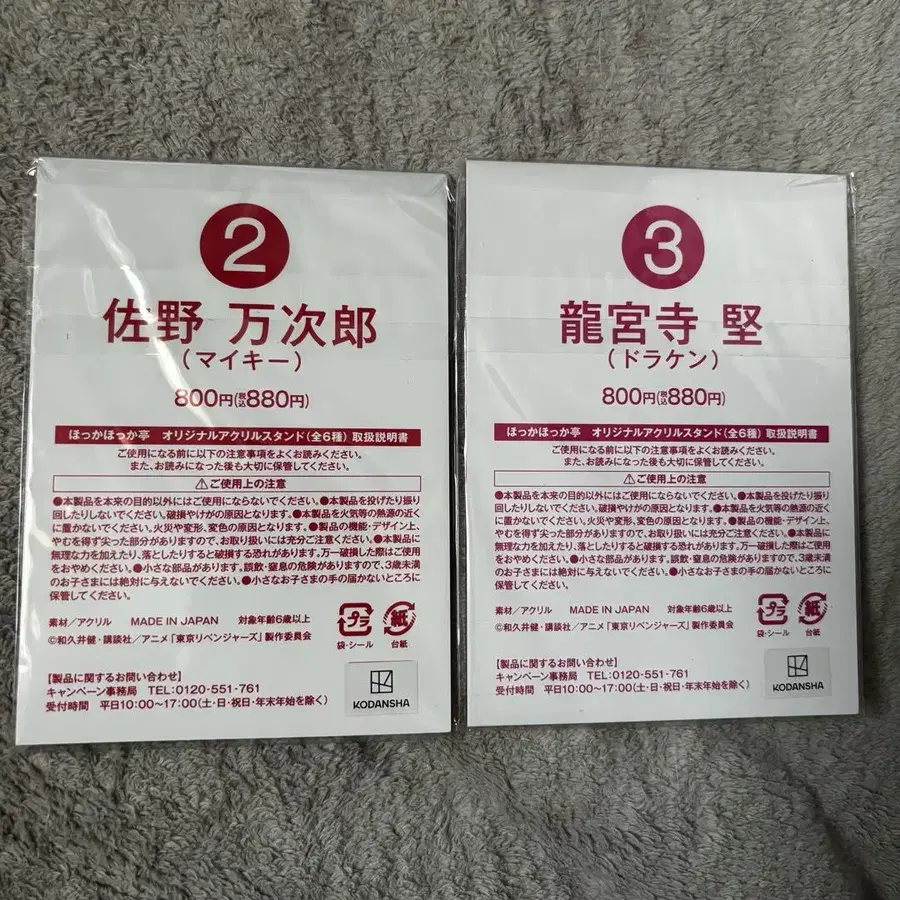 2
佐野 万次郎
(マイキー)
800円(税込880円)
ほっかほっか亭 オリジナルアクリルスタンド(全6種) 取扱説明書
ご使用になる前に以下の注意事項をよくお読みください。
また、お読みになった後も大切に保管してください。
⚠ご使用上の注意
●本製品を本来の目的以外にはご使用にならないでください。●本製品を投げたり振り
回したりしないでください。破損やけがの原因となります。●本製品を火気等の熱源の近く
に置かないでください。火災や変形、変色の原因となります。●製品の機能・デザイン上、
やむを得ず尖った部分がありますので、お取り扱いには充分ご注意ください。●本製品に
無理な力を加えたり、落としたりすると破損する恐れがあります。万一破損した際はご使用
をおやめください。●小さな部品があります。誤飲・窒息の危険がありますので、3歳未満
のお子さまには絶対に与えないでください。●小さなお子さまの手の届かないところに
保管してください。
素材/アクリル MADE IN JAPAN 対象年齢6歳以上
©和久井健・講談社/アニメ「東京リベンジャーズ」製作委員会
プラ
袋・シール
紙
台紙
【製品に関するお問い合わせ】
キャンペーン事務局 TEL:0120-551-761
受付時間 平日10:00〜17:00(土・日・祝日・年末年始を除く)
KODANSHA
3
龍宮寺 堅
(ドラケン)
800円(税込880円)
ほっかほっか亭 オリジナルアクリルスタンド(全6種) 取扱説明書
ご使用になる前に以下の注意事項をよくお読みください。
また、お読みになった後も大切に保管してください。
⚠ご使用上の注意
●本製品を本来の目的以外にはご使用にならないでください。●本製品を投げたり振り
回したりしないでください。破損やけがの原因となります。●本製品を火気等の熱源の近く
に置かないでください。火災や変形、変色の原因となります。●製品の機能・デザイン上、
やむを得ず尖った部分がありますので、お取り扱いには充分ご注意ください。●本製品に
無理な力を加えたり、落としたりすると破損する恐れがあります。万一破損した際はご使用
をおやめください。●小さな部品があります。誤飲・窒息の危険がありますので、3歳未満
のお子さまには絶対に与えないでください。●小さなお子さまの手の届かないところに
保管してください。
素材/アクリル MADE IN JAPAN 対象年齢6歳以上
©和久井健・講談社/アニメ「東京リベンジャーズ」製作委員会
プラ
袋・シール
紙
台紙
【製品に関するお問い合わせ】
キャンペーン事務局 TEL:0120-551-761
受付時間 平日10:00〜17:00(土・日・祝日・年末年始を除く)
KODANSHA